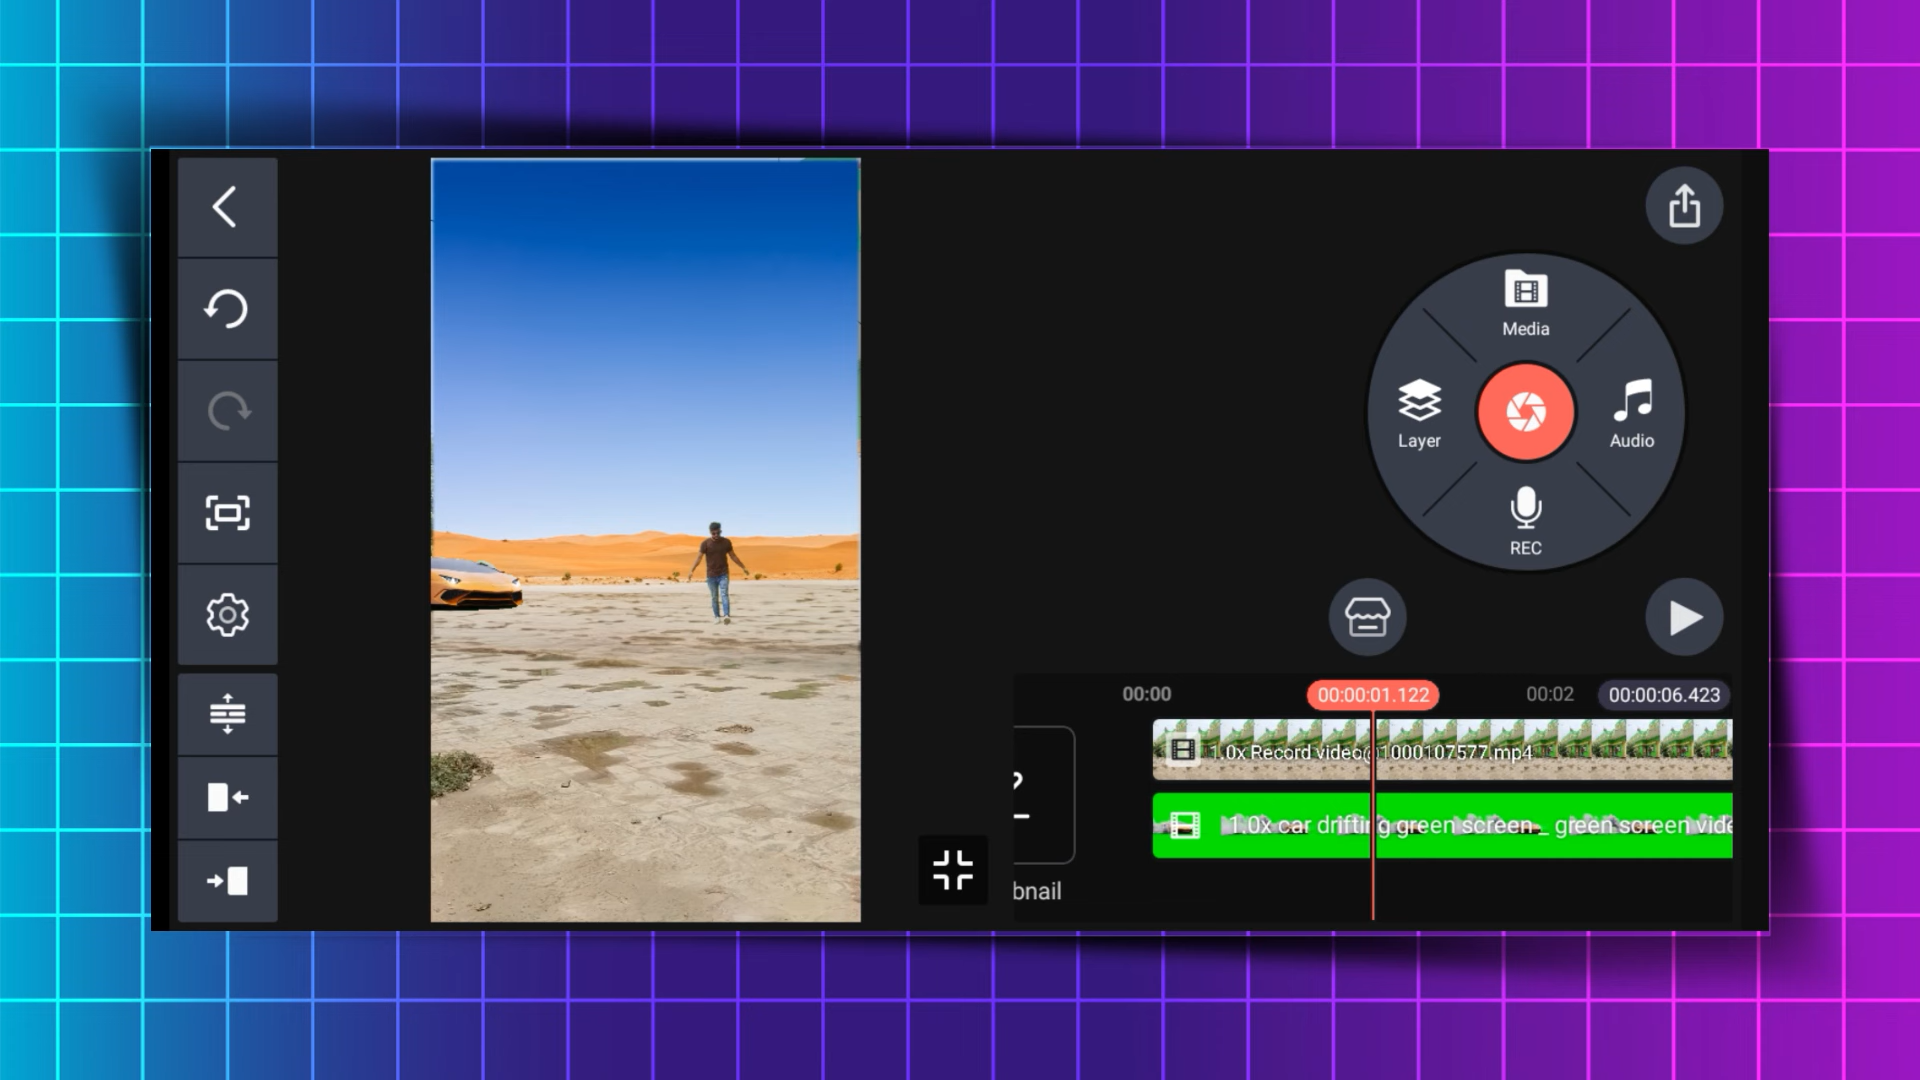 Media
Layer
Audio
REC
00:00
00:00:01.122
00:02
00:00:06.423
1.0x Record video@1000107577.mp4
1.0x car drifting green screen_ green screen vide
bnail